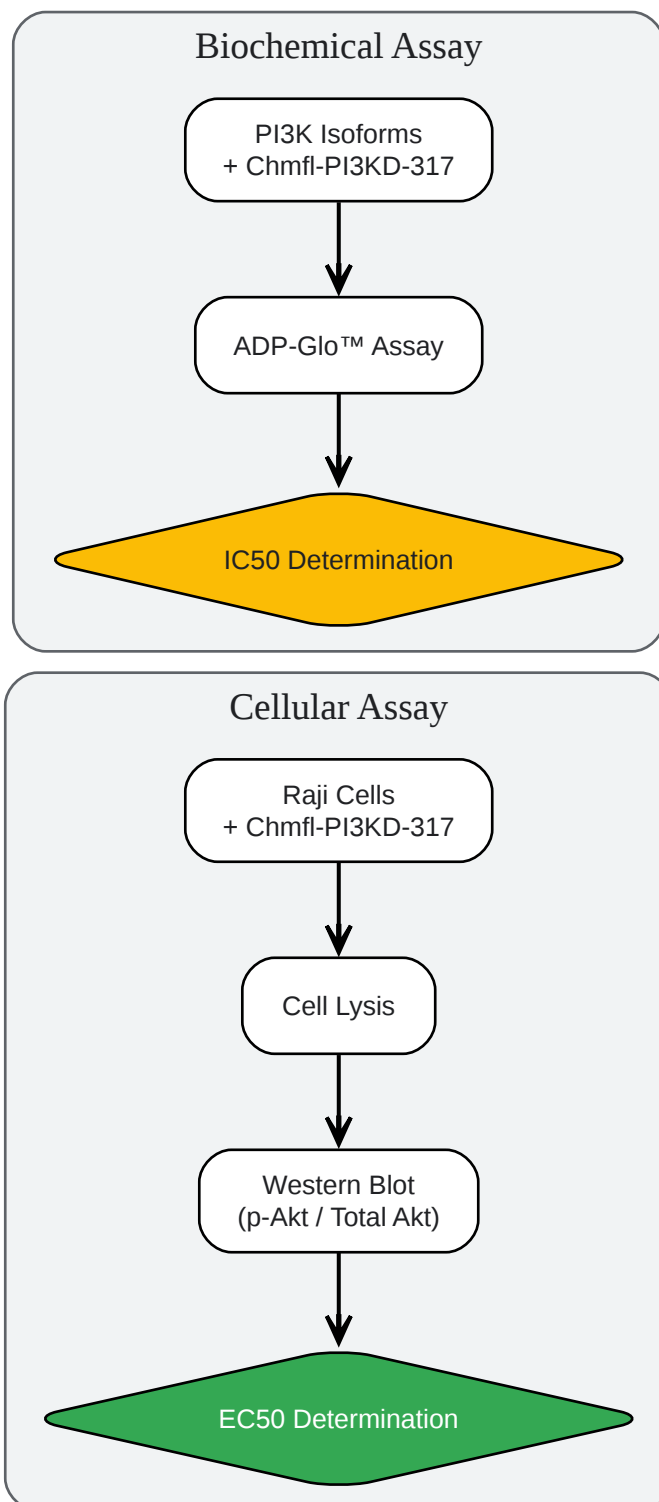 Biochemical Assay
PI3K Isoforms
+ Chmfl-PI3KD-317
ADP-Glo™ Assay
IC50 Determination
Cellular Assay
Raji Cells
+ Chmfl-PI3KD-317
Cell Lysis
Western Blot
(p-Akt / Total Akt)
EC50 Determination